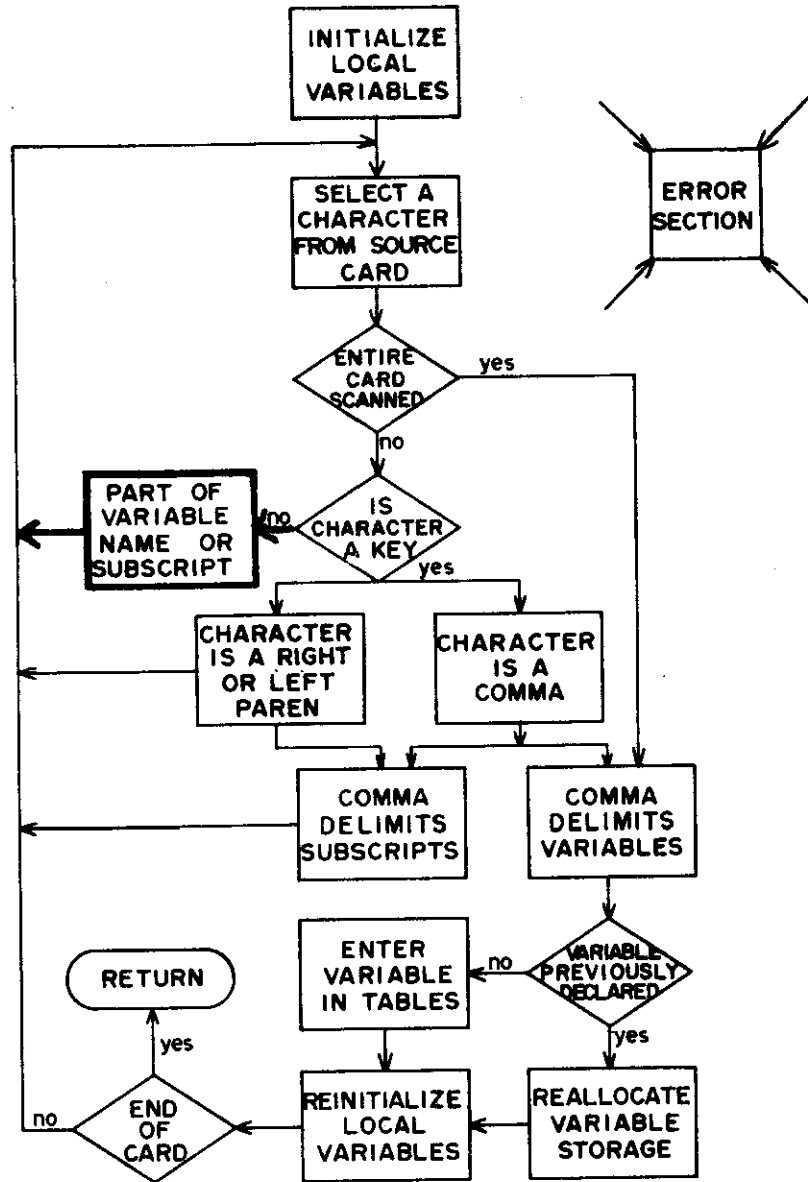 INITIALIZE
LOCAL
VARIABLES
SELECT A
CHARACTER
FROM SOURCE
CARD
ERROR
SECTION
ENTIRE
CARD
SCANNED
yes
no
PART OF
VARIABLE
NAME OR
SUBSCRIPT
no
IS
CHARACTER
A KEY
yes
CHARACTER
IS A RIGHT
OR LEFT
PAREN
CHARACTER
IS A
COMMA
COMMA
DELIMITS
SUBSCRIPTS
COMMA
DELIMITS
VARIABLES
RETURN
ENTER
VARIABLE
IN TABLES
no
VARIABLE
PREVIOUSLY
DECLARED
yes
yes
no
END
OF
CARD
REINITIALIZE
LOCAL
VARIABLES
REALLOCATE
VARIABLE
STORAGE